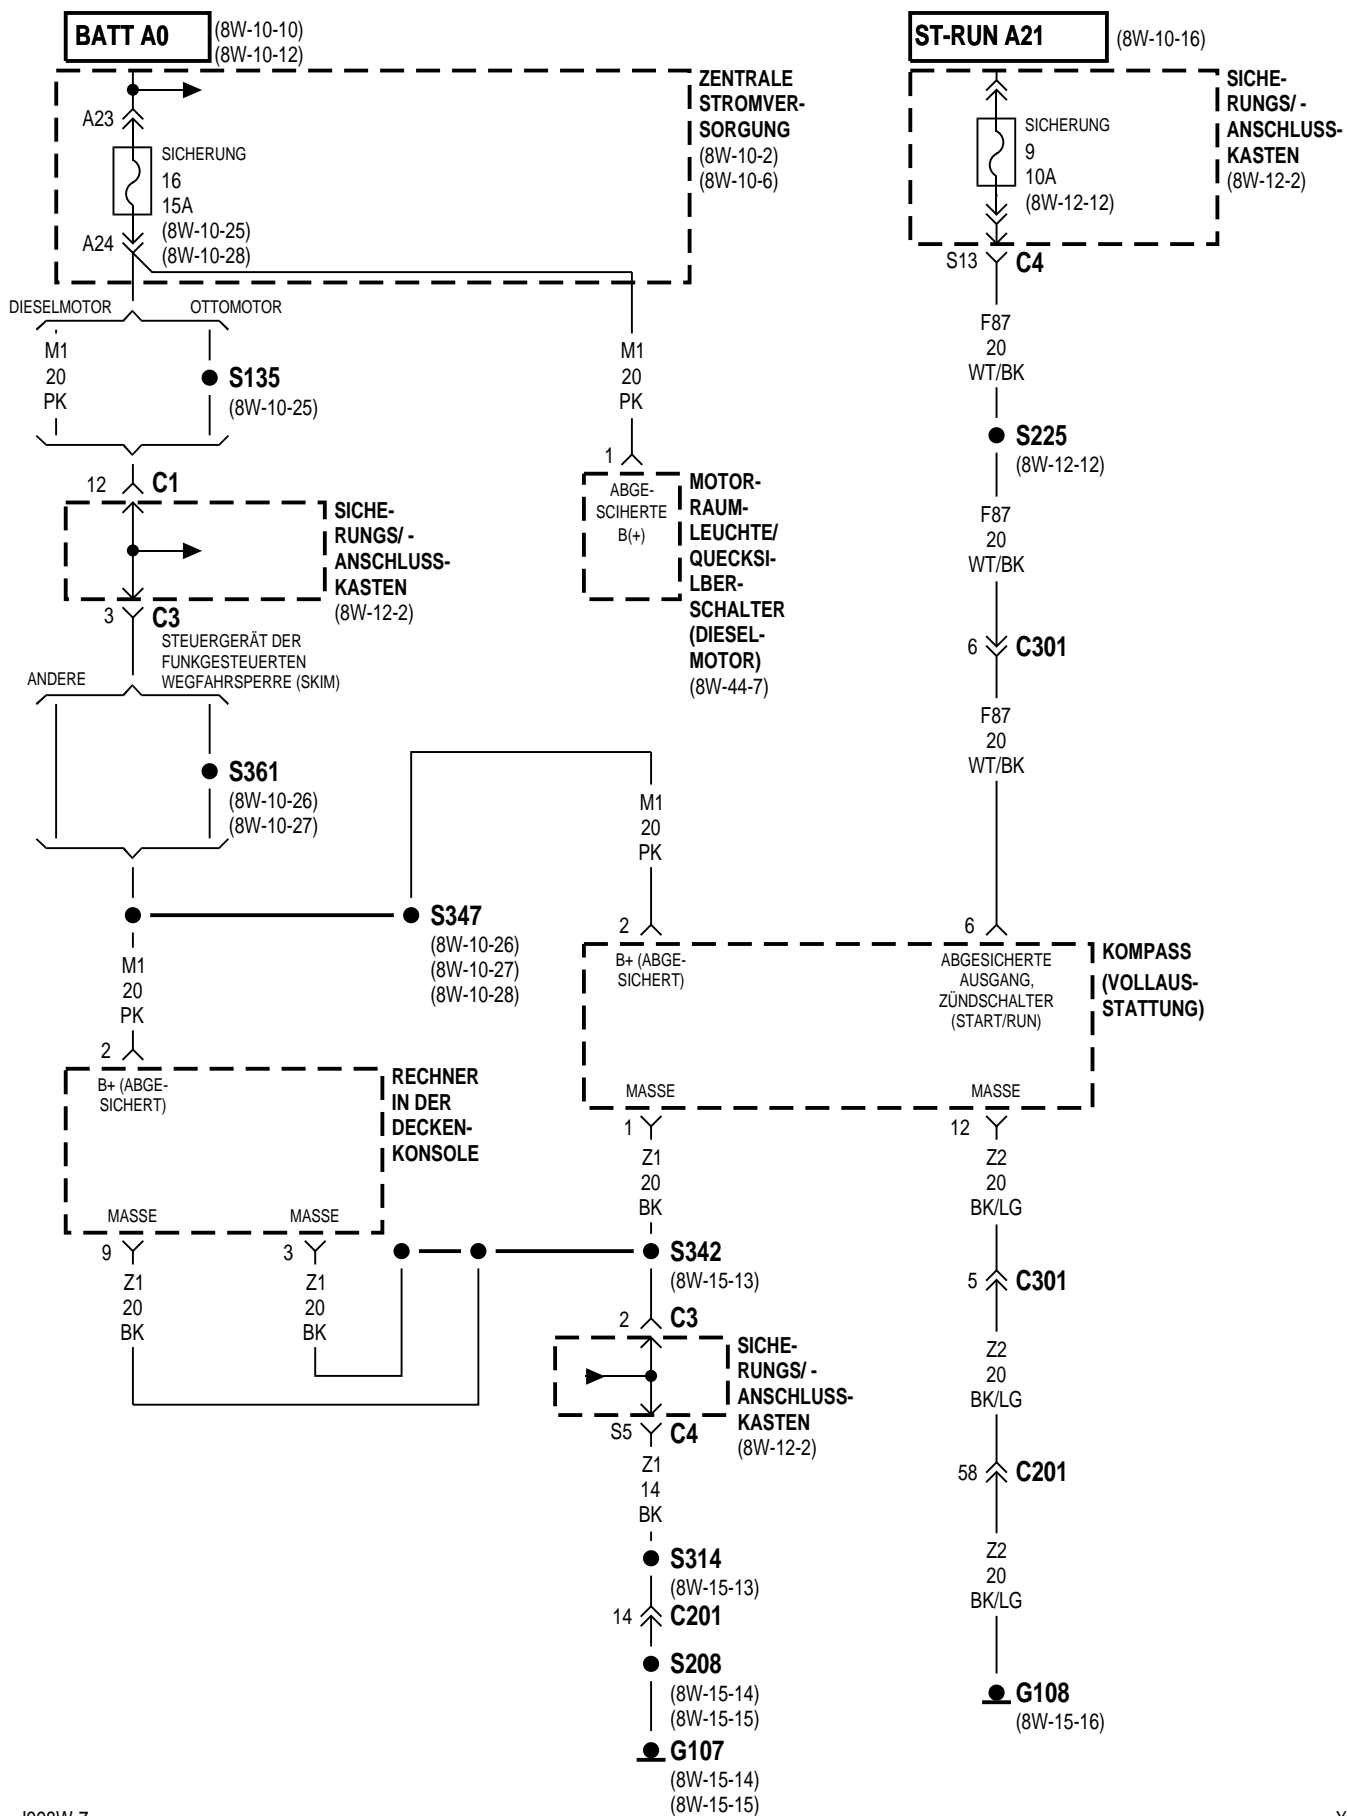 BATT A0
(8W-10-10)
(8W-10-12)
ST-RUN A21
(8W-10-16)
ZENTRALE
STROMVER-
SORGUNG
(8W-10-2)
(8W-10-6)
A23
SICHERUNG
16
15A
(8W-10-25)
(8W-10-28)
A24
SICHE-
RUNGS/ -
ANSCHLUSS-
KASTEN
(8W-12-2)
SICHERUNG
9
10A
(8W-12-12)
S13
C4
DIESELMOTOR
OTTOMOTOR
M1
20
PK
S135
(8W-10-25)
M1
20
PK
F87
20
WT/BK
S225
(8W-12-12)
12
C1
SICHE-
RUNGS/ -
ANSCHLUSS-
KASTEN
(8W-12-2)
3
C3
1
ABGE-
SCIHERTE
B(+)
MOTOR-
RAUM-
LEUCHTE/
QUECKSI-
LBER-
SCHALTER
(DIESEL-
MOTOR)
(8W-44-7)
F87
20
WT/BK
6
C301
F87
20
WT/BK
STEUERGERÄT DER
FUNKGESTEUERTEN
WEGFAHRSPERRE (SKIM)
ANDERE
S361
(8W-10-26)
(8W-10-27)
M1
20
PK
S347
(8W-10-26)
(8W-10-27)
(8W-10-28)
M1
20
PK
2
B+ (ABGE-
SICHERT)
6
ABGESICHERTE
AUSGANG,
ZÜNDSCHALTER
(START/RUN)
KOMPASS
(VOLLAUS-
STATTUNG)
MASSE
MASSE
2
B+ (ABGE-
SICHERT)
RECHNER
IN DER
DECKEN-
KONSOLE
MASSE
MASSE
9
Z1
20
BK
3
Z1
20
BK
1
Z1
20
BK
12
Z2
20
BK/LG
S342
(8W-15-13)
2
C3
SICHE-
RUNGS/ -
ANSCHLUSS-
KASTEN
(8W-12-2)
S5
C4
Z1
14
BK
S314
(8W-15-13)
14
C201
S208
(8W-15-14)
(8W-15-15)
G107
(8W-15-14)
(8W-15-15)
5
C301
Z2
20
BK/LG
58
C201
Z2
20
BK/LG
G108
(8W-15-16)